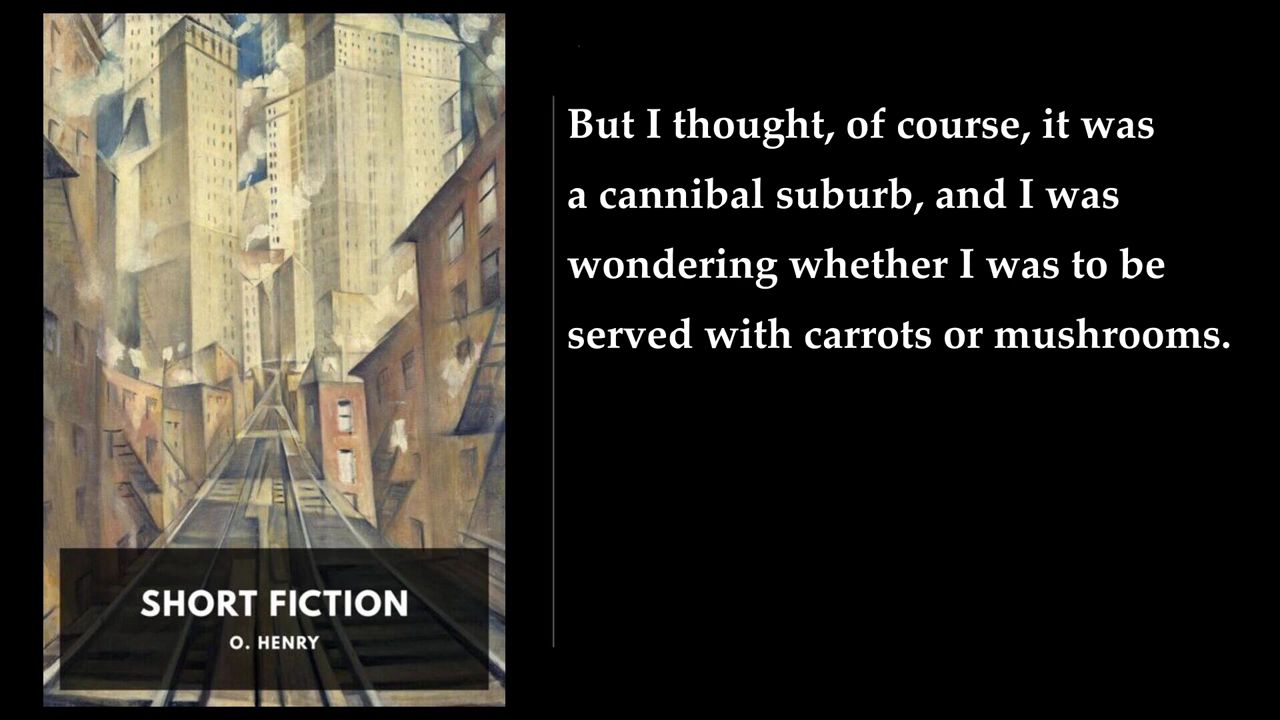 But I thought, of course, it was
a cannibal suburb, and I was
wondering whether I was to be
served with carrots or mushrooms.
SHORT FICTION
O. HENRY